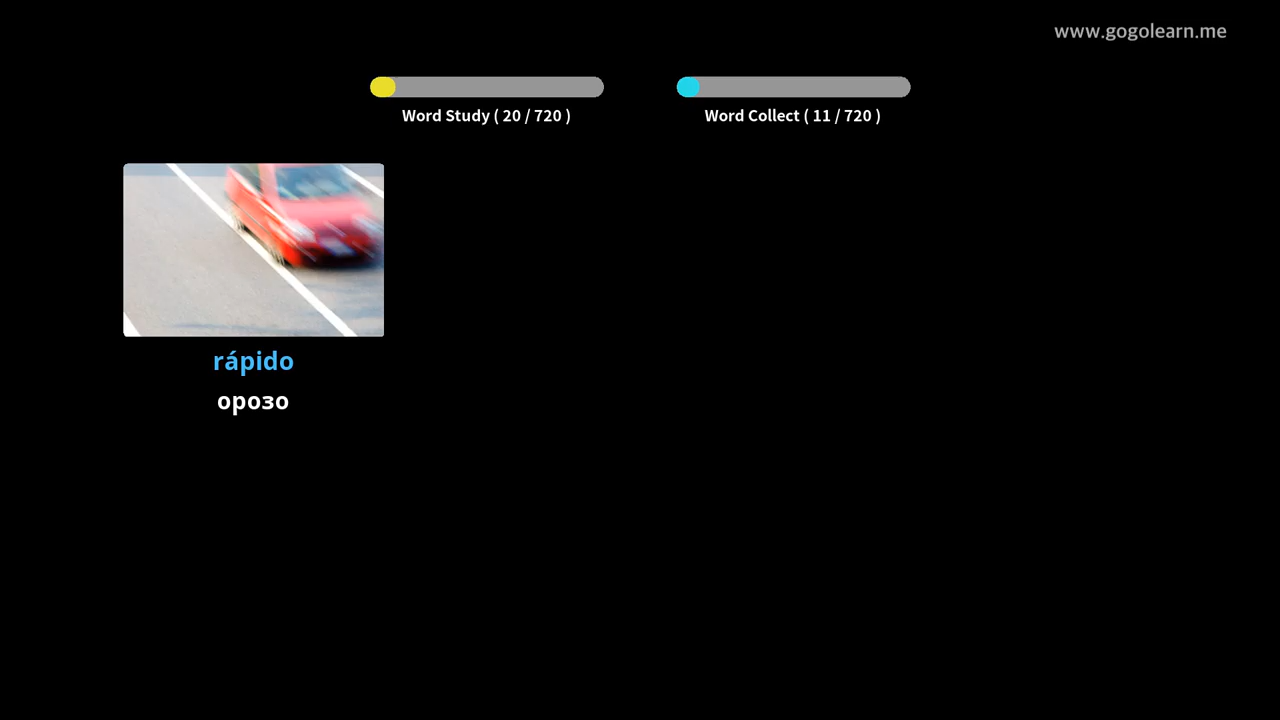 www.gogolearn.me
Word Study ( 20 / 720 )
Word Collect ( 11 / 720 )
rápido
орозо